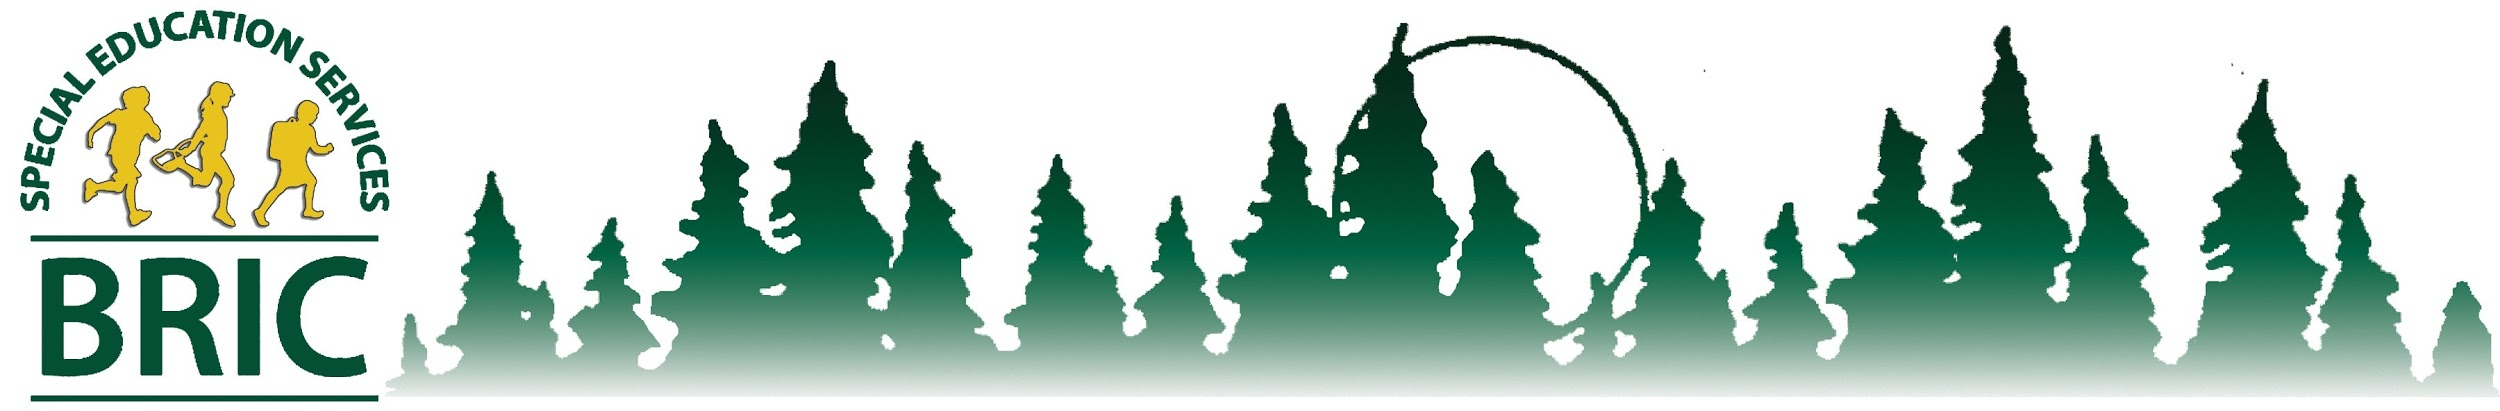 SPECIAL EDUCATION SERVICES
BRIC